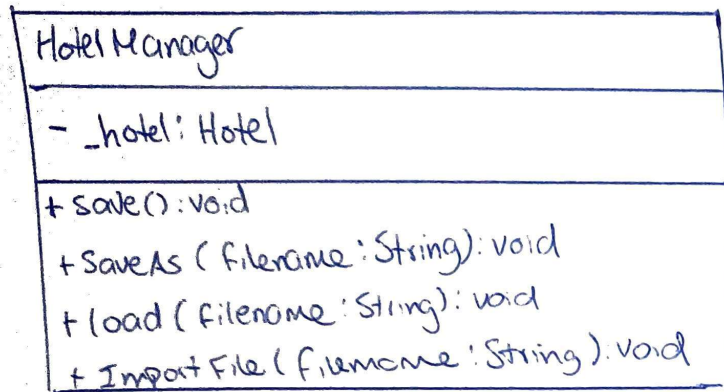 HotelManager
- _hotel: Hotel
+ save(): void
+ SaveAs (filename: String): void
+ load (filename: String): void
+ ImportFile (filename: String): void